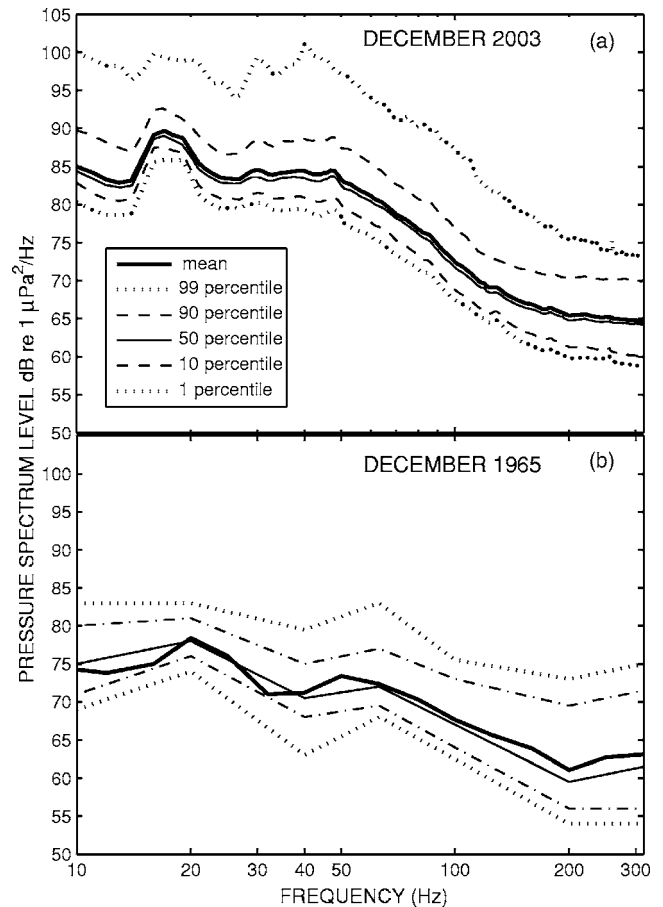 DECEMBER 2003
(a)
105
100
95
90
85
80
75
70
65
60
55
50
mean
99 percentile
90 percentile
50 percentile
10 percentile
1 percentile
PRESSURE SPECTRUM LEVEL dB re 1 µPa²/Hz
DECEMBER 1965
(b)
100
95
90
85
80
75
70
65
60
55
50
10 20 30 40 50 100 200 300
FREQUENCY (Hz)